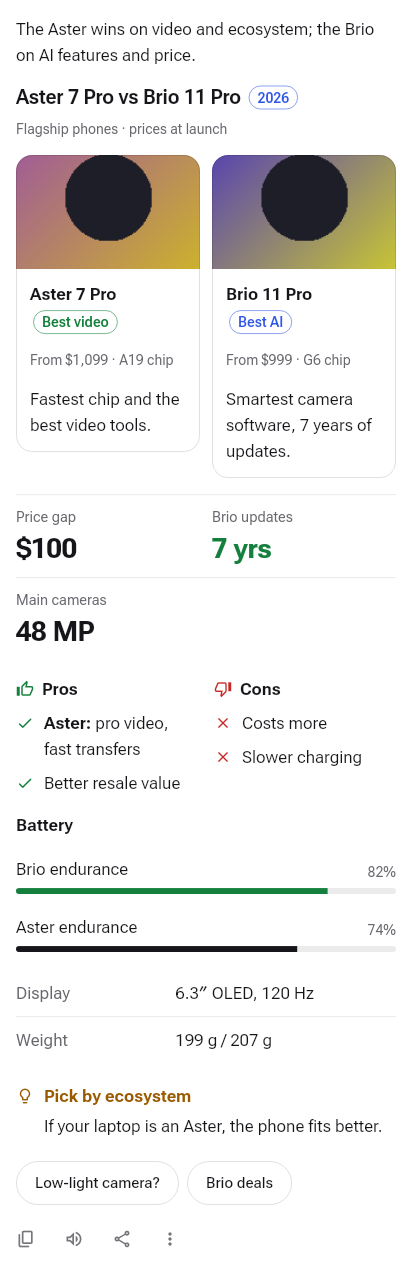 The Aster wins on video and ecosystem; the Brio
on AI features and price.
Aster 7 Pro vs Brio 11 Pro 2026
Flagship phones · prices at launch
Aster 7 Pro
Best video
From $1,099 · A19 chip
Fastest chip and the
best video tools.
Brio 11 Pro
Best AI
From $999 · G6 chip
Smartest camera
software, 7 years of
updates.
Price gap
$100
Brio updates
7 yrs
Main cameras
48 MP
Pros
Aster: pro video,
fast transfers
Better resale value
Cons
Costs more
Slower charging
Battery
Brio endurance 82%
Aster endurance 74%
Display 6.3″ OLED, 120 Hz
Weight 199 g / 207 g
Pick by ecosystem
If your laptop is an Aster, the phone fits better.
Low-light camera? Brio deals